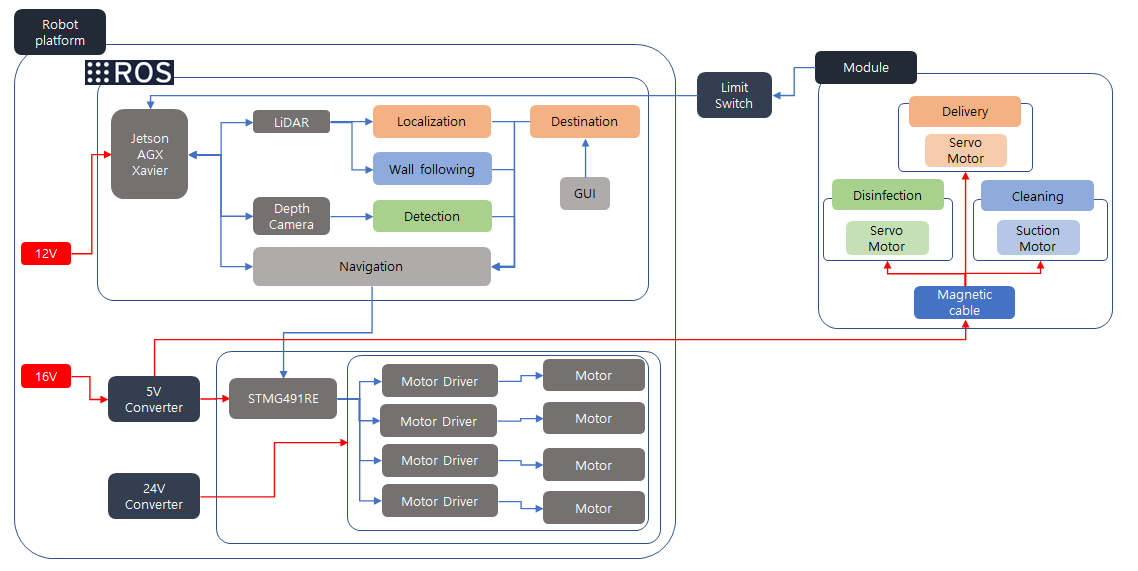 Robot
platform
ROS
Jetson
AGX
Xavier
LiDAR
Localization
Destination
Wall following
GUI
Depth
Camera
Detection
Navigation
12V
16V
5V
Converter
24V
Converter
STMG491RE
Motor Driver
Motor
Motor Driver
Motor
Motor Driver
Motor
Motor Driver
Motor
Limit
Switch
Module
Delivery
Servo
Motor
Disinfection
Servo
Motor
Cleaning
Suction
Motor
Magnetic
cable